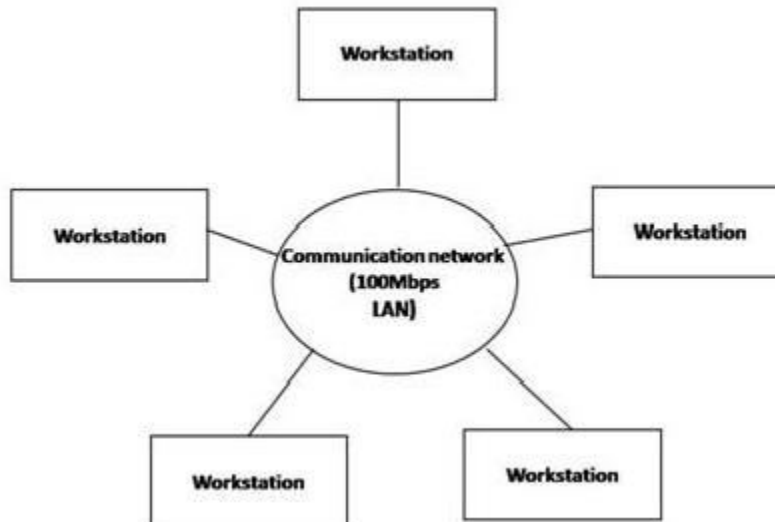 Workstation
Workstation
Workstation
Communication network
(100Mbps
LAN)
Workstation
Workstation